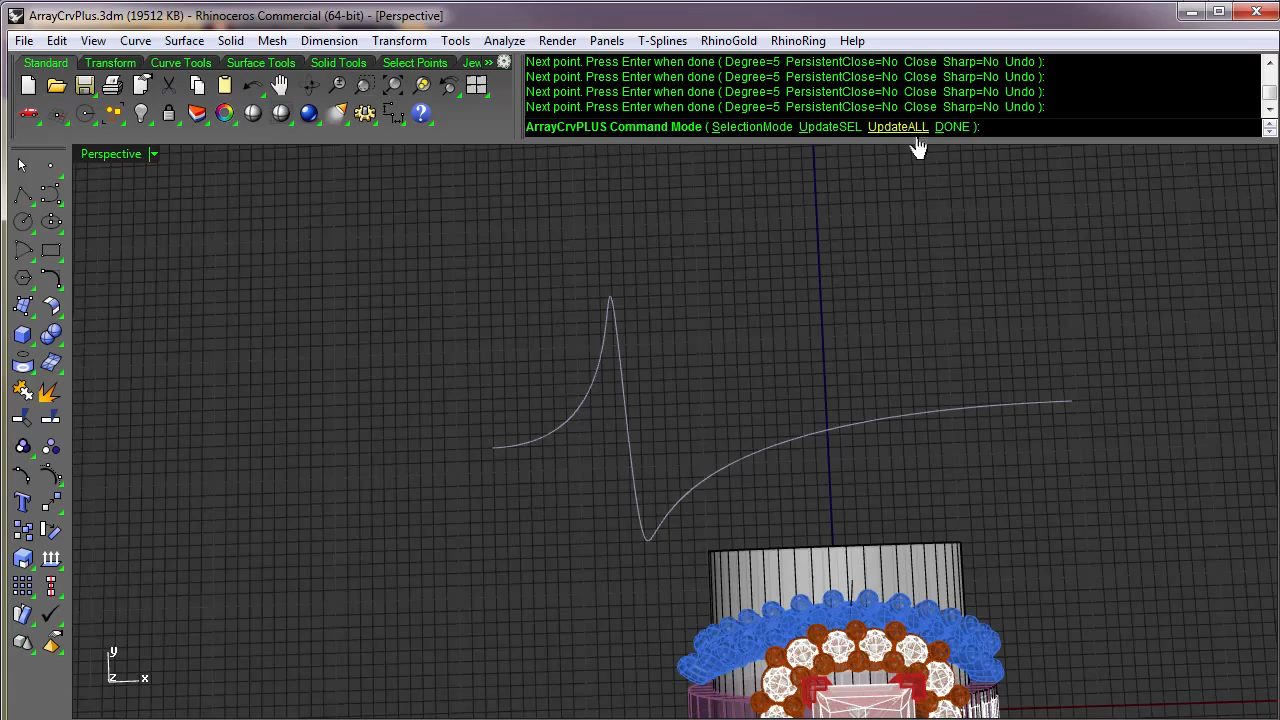 ArrayCrvPlus.3dm (19512 KB) - Rhinoceros Commercial (64-bit) - [Perspective]
File Edit View Curve Surface Solid Mesh Dimension Transform Tools Analyze Render Panels T-Splines RhinoGold RhinoRing Help
Standard Transform Curve Tools Surface Tools Solid Tools Select Points Jew »
Next point. Press Enter when done ( Degree=5 PersistentClose=No Close Sharp=No Undo ):
Next point. Press Enter when done ( Degree=5 PersistentClose=No Close Sharp=No Undo ):
Next point. Press Enter when done ( Degree=5 PersistentClose=No Close Sharp=No Undo ):
Next point. Press Enter when done ( Degree=5 PersistentClose=No Close Sharp=No Undo ):
ArrayCrvPLUS Command Mode ( SelectionMode UpdateSEL UpdateALL DONE ):
Perspective
y
z x